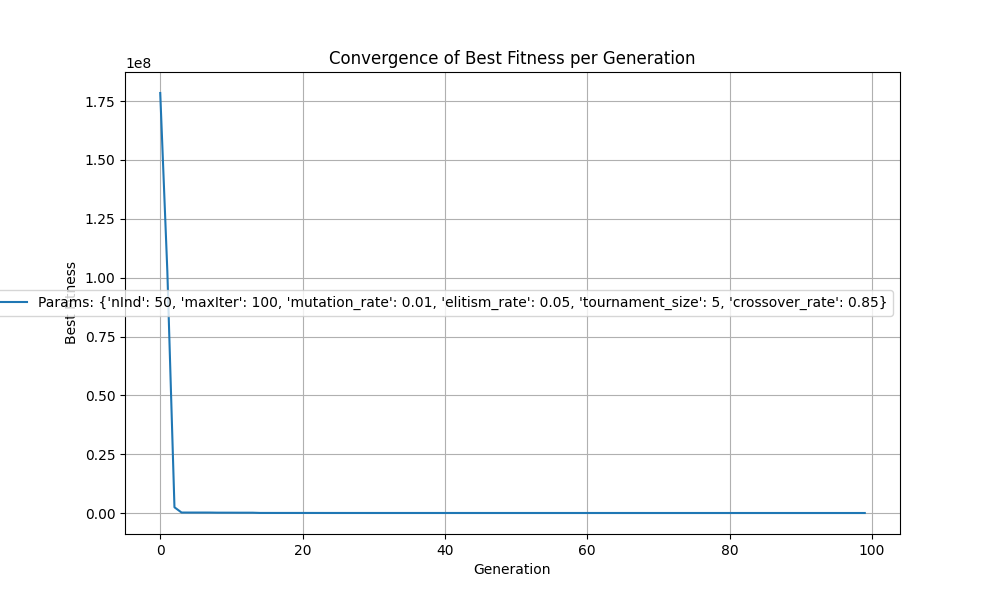 Convergence of Best Fitness per Generation
1e8
1.75
1.50
1.25
1.00
Params: {'nInd': 50, 'maxIter': 100, 'mutation_rate': 0.01, 'elitism_rate': 0.05, 'tournament_size': 5, 'crossover_rate': 0.85}
Best
0.75
0.50
0.25
0.00
0 20 40 60 80 100
Generation